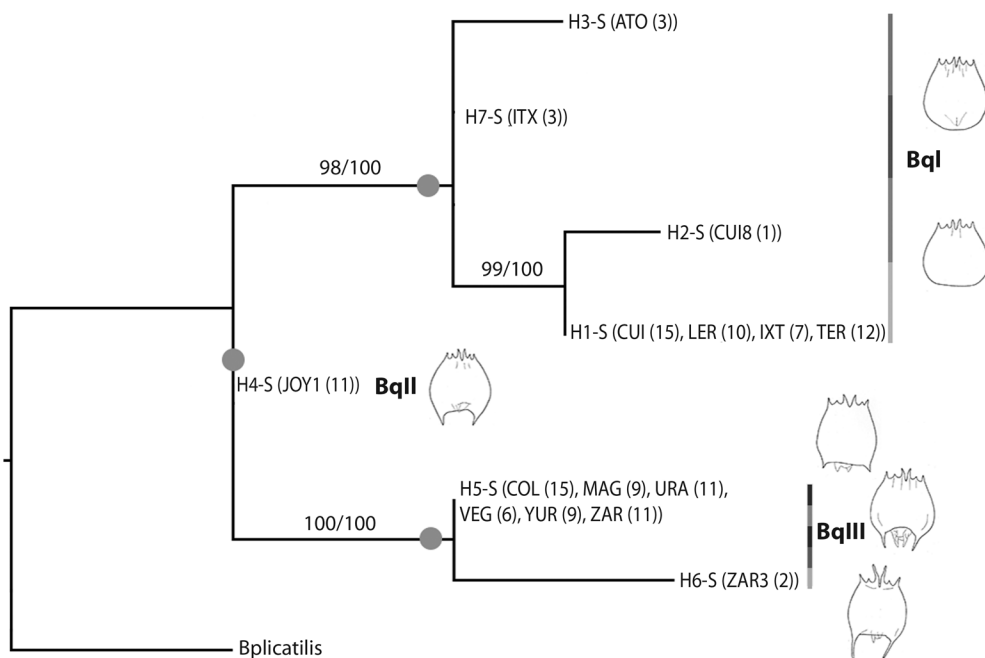 H3-S (ATO (3))
H7-S (ITX (3))
98/100
BqI
H2-S (CUI8 (1))
99/100
H1-S (CUI (15), LER (10), IXT (7), TER (12))
H4-S (JOY1 (11))
BqII
H5-S (COL (15), MAG (9), URA (11),
VEG (6), YUR (9), ZAR (11))
100/100
BqIII
H6-S (ZAR3 (2))
Bplicatilis